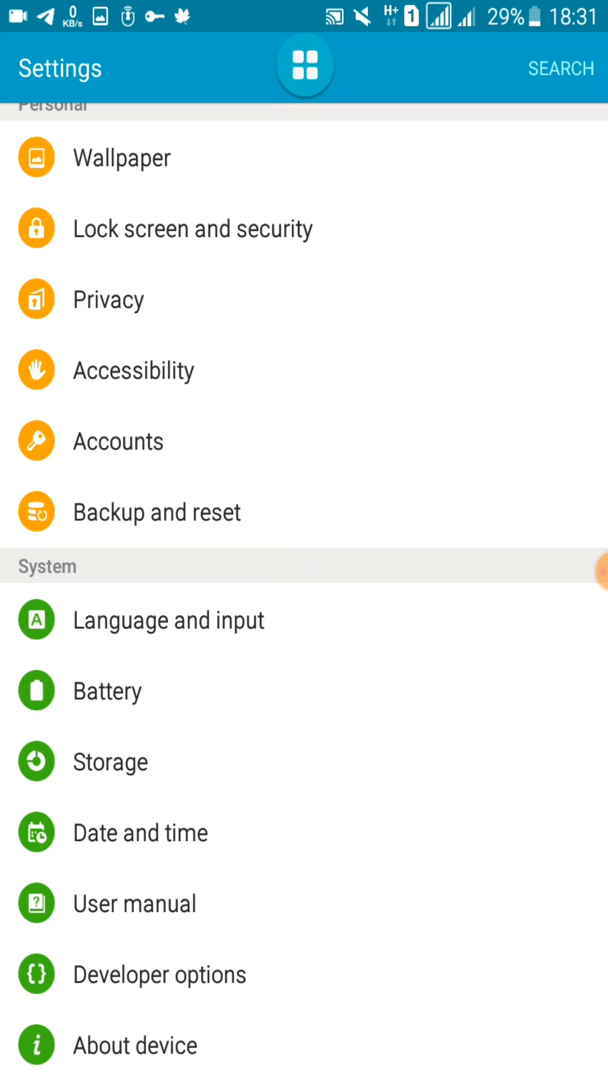 0
KB/s
H+
1
29%
18:31
Settings
SEARCH
Personal
Wallpaper
Lock screen and security
Privacy
Accessibility
Accounts
Backup and reset
System
A
Language and input
Battery
Storage
Date and time
?
User manual
{}
Developer options
i
About device